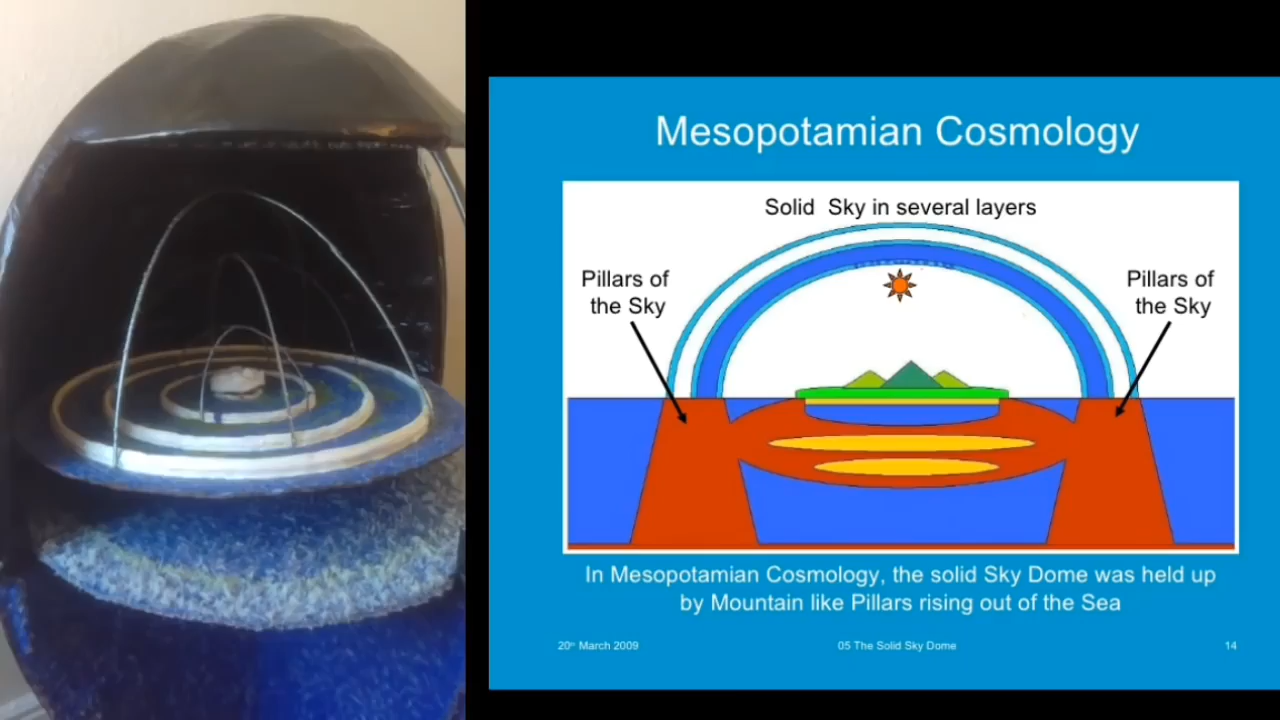 Mesopotamian Cosmology
Solid Sky in several layers
Pillars of
the Sky
Pillars of
the Sky
In Mesopotamian Cosmology, the solid Sky Dome was held up
by Mountain like Pillars rising out of the Sea
20th March 2009
05 The Solid Sky Dome
14